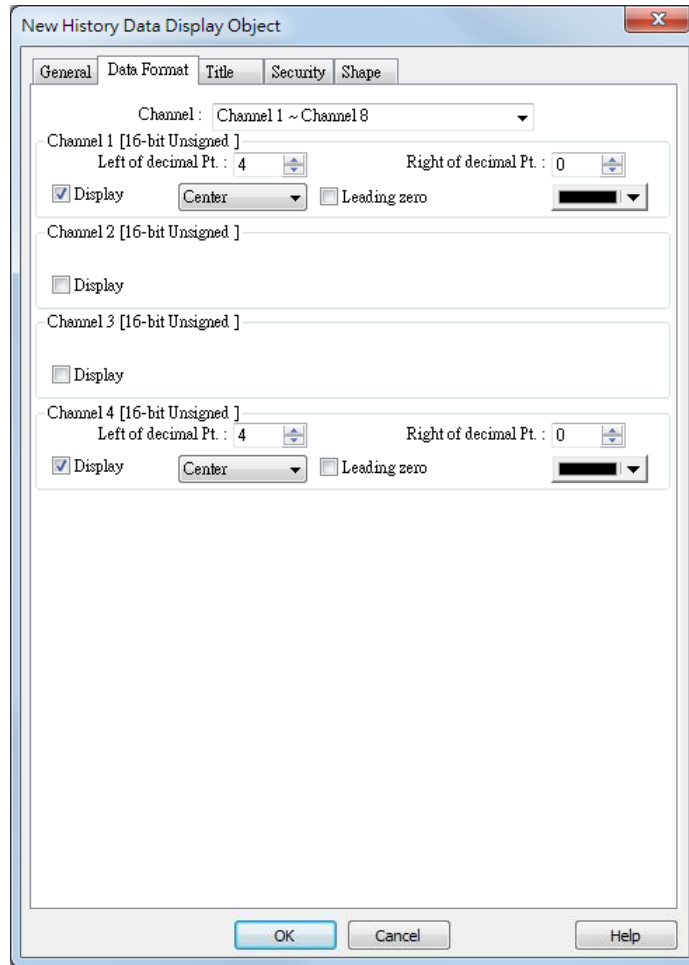 New History Data Display Object
General Data Format Title Security Shape
Channel : Channel 1 ~ Channel 8
Channel 1 [16-bit Unsigned ]
Left of decimal Pt. : 4 Right of decimal Pt. : 0
Display Center Leading zero
Channel 2 [16-bit Unsigned ]
Display
Channel 3 [16-bit Unsigned ]
Display
Channel 4 [16-bit Unsigned ]
Left of decimal Pt. : 4 Right of decimal Pt. : 0
Display Center Leading zero
OK Cancel Help